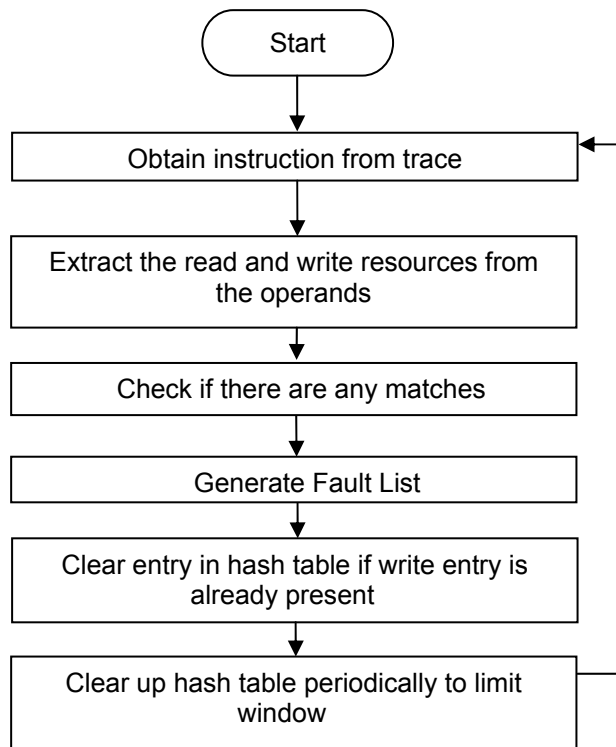 Start
Obtain instruction from trace
Extract the read and write resources from
the operands
Check if there are any matches
Generate Fault List
Clear entry in hash table if write entry is
already present
Clear up hash table periodically to limit
window